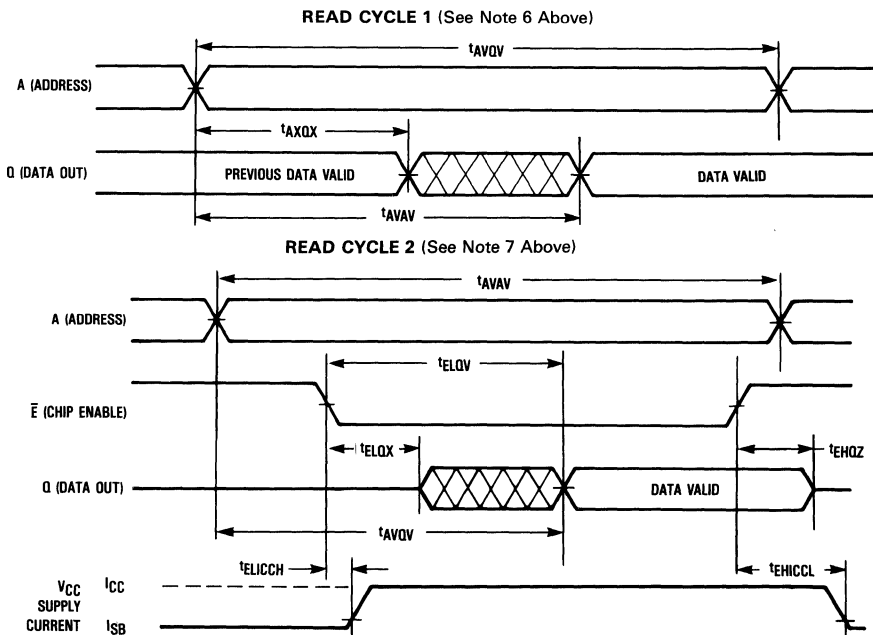 READ CYCLE 1 (See Note 6 Above)
tAVQV
A (ADDRESS)
tAXQX
Q (DATA OUT)
PREVIOUS DATA VALID
DATA VALID
tAVAV
READ CYCLE 2 (See Note 7 Above)
tAVAV
A (ADDRESS)
tELQV
E̅ (CHIP ENABLE)
tELQX
tEHQZ
Q (DATA OUT)
DATA VALID
tAVQV
tELICCH
tEHICCL
VCC ICC
SUPPLY
CURRENT ISB